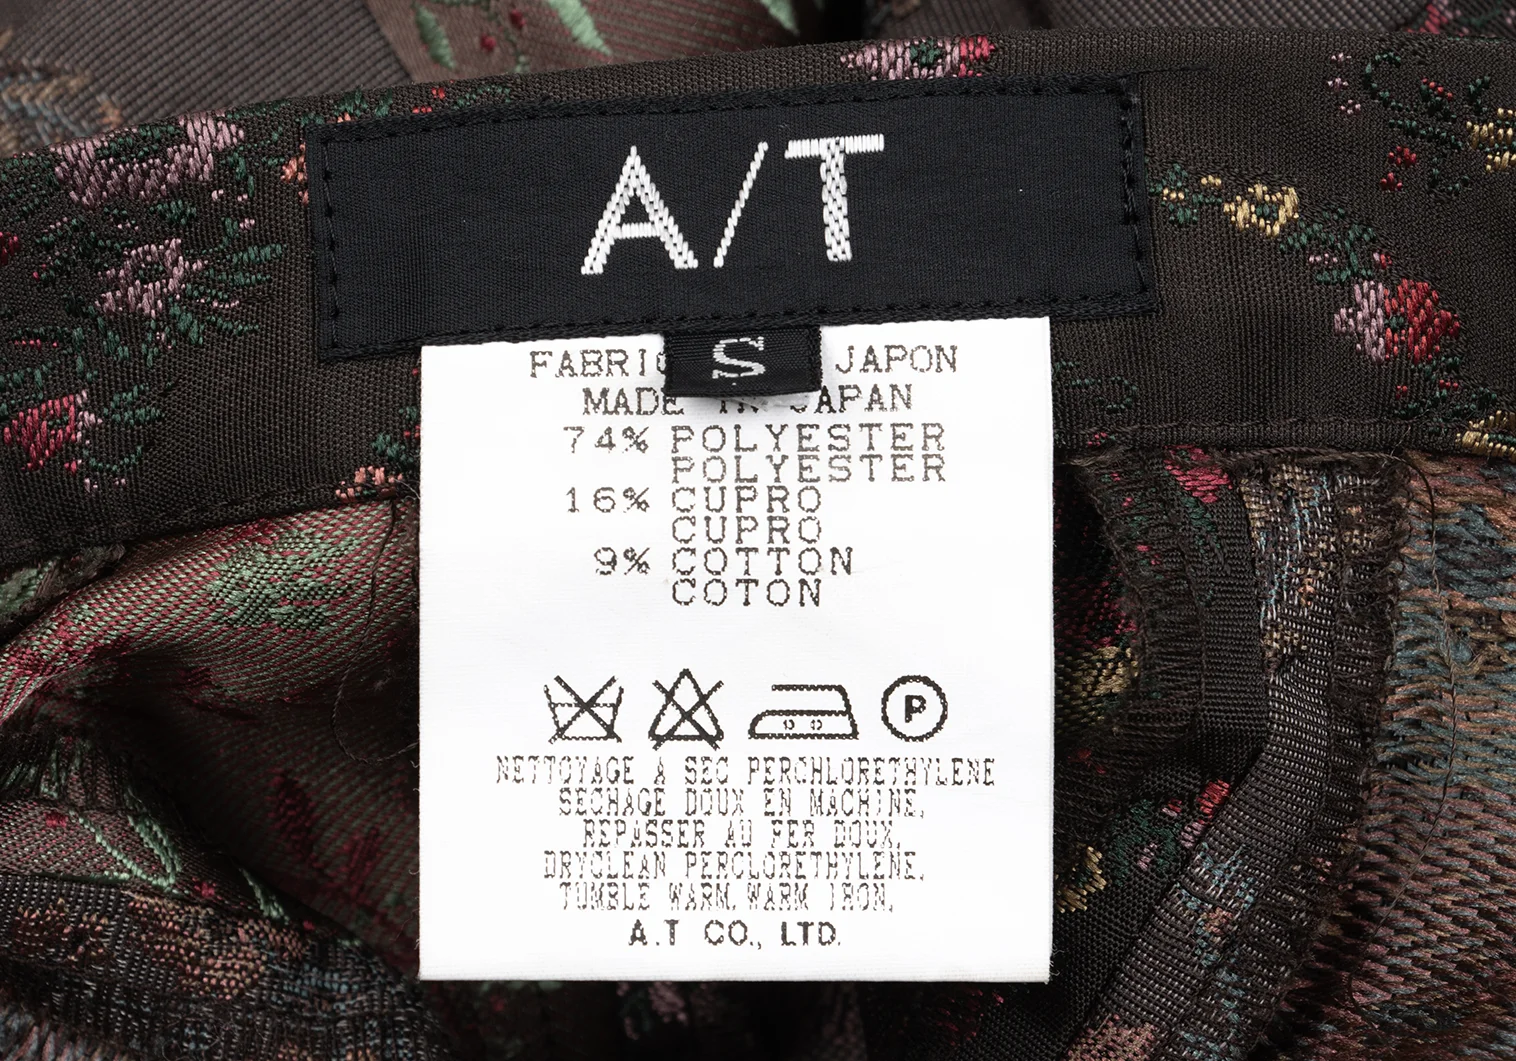 A/T
S
FABRI JAPON
MADE JAPAN
74% POLYESTER
POLYESTER
16% CUPRO
CUPRO
9% COTTON
COTON
P
NETTOYAGE A SEC PERCHLORETHYLENE
SECHAGE DOUX EN MACHINE,
REPASSER AU FER DOUX,
DRYCLEAN PERCLORETHYLENE,
TUMBLE WARM. WARM IRON,
A.T CO., LTD.